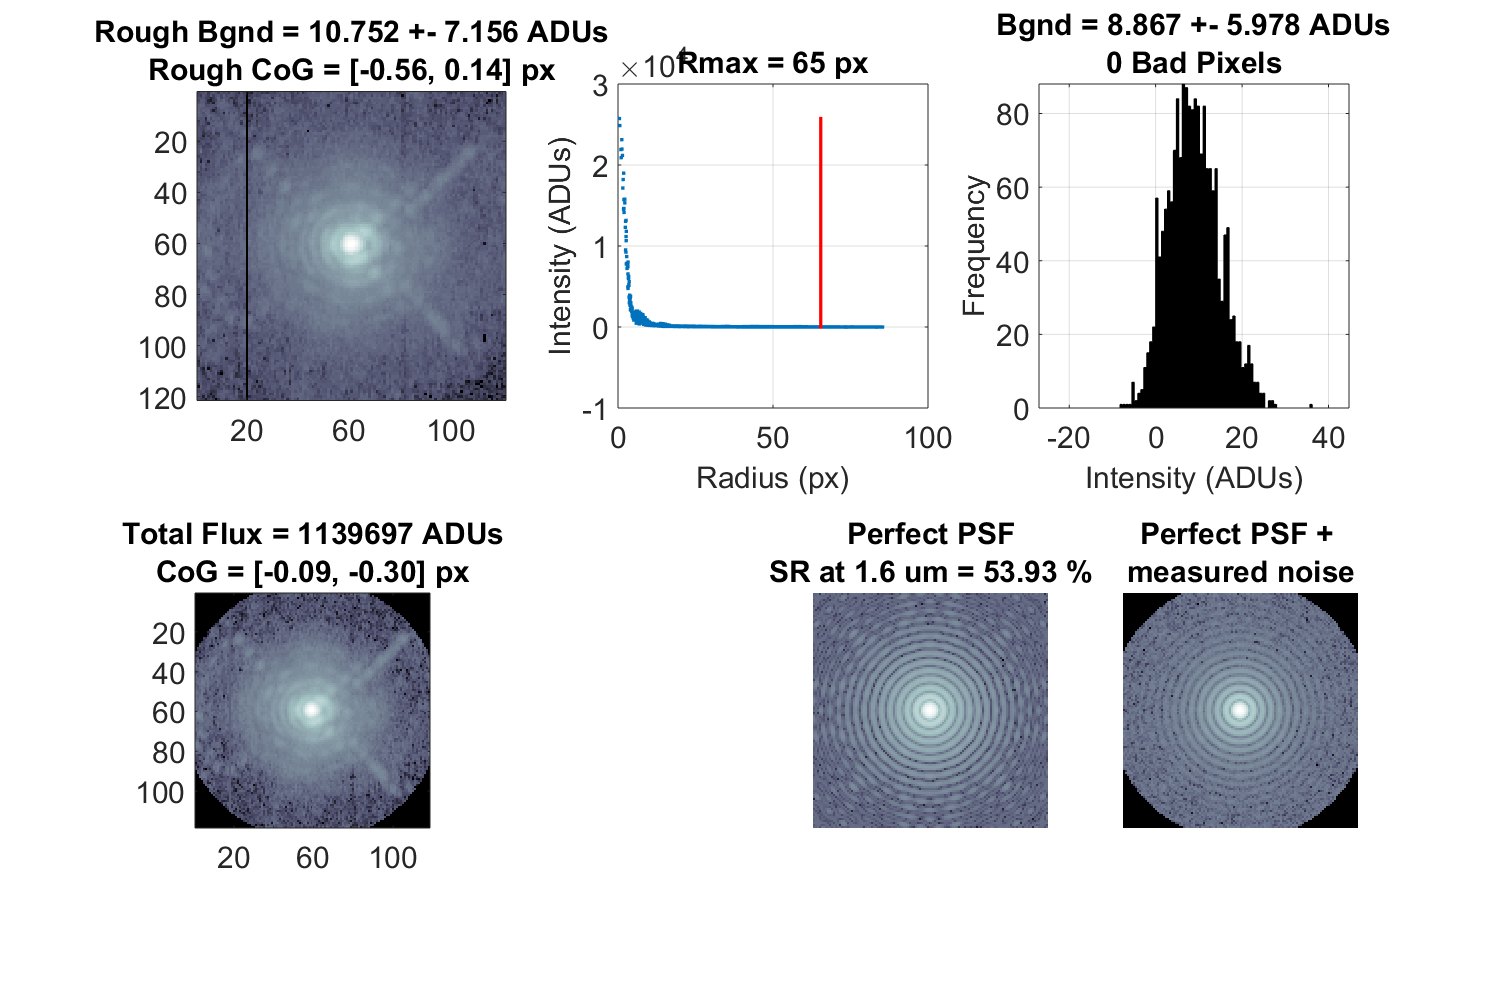 Rough Bgnd = 10.752 +- 7.156 ADUs
Rough CoG = [-0.56, 0.14] px
20
40
60
80
100
120
20
60
100
×10^4
Rmax = 65 px
Intensity (ADUs)
3
2
1
0
-1
0
50
100
Radius (px)
Bgnd = 8.867 +- 5.978 ADUs
0 Bad Pixels
Frequency
80
60
40
20
0
-20
0
20
40
Intensity (ADUs)
Total Flux = 1139697 ADUs
CoG = [-0.09, -0.30] px
20
40
60
80
100
20
60
100
Perfect PSF
SR at 1.6 um = 53.93 %
Perfect PSF +
measured noise